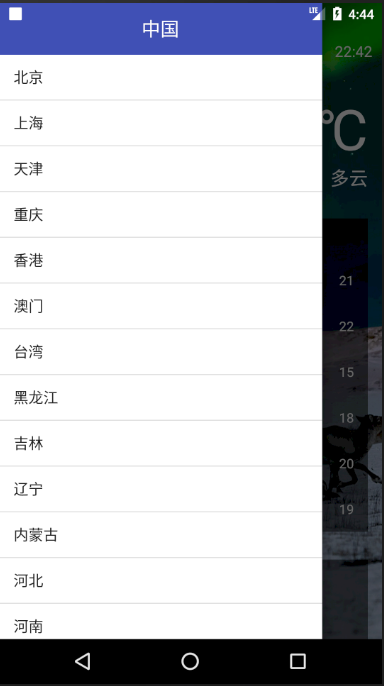 LTE 4:44
中国
22:42
北京
℃
上海
天津
多云
重庆
香港
21
澳门
22
台湾
15
黑龙江
18
吉林
20
辽宁
19
内蒙古
河北
河南